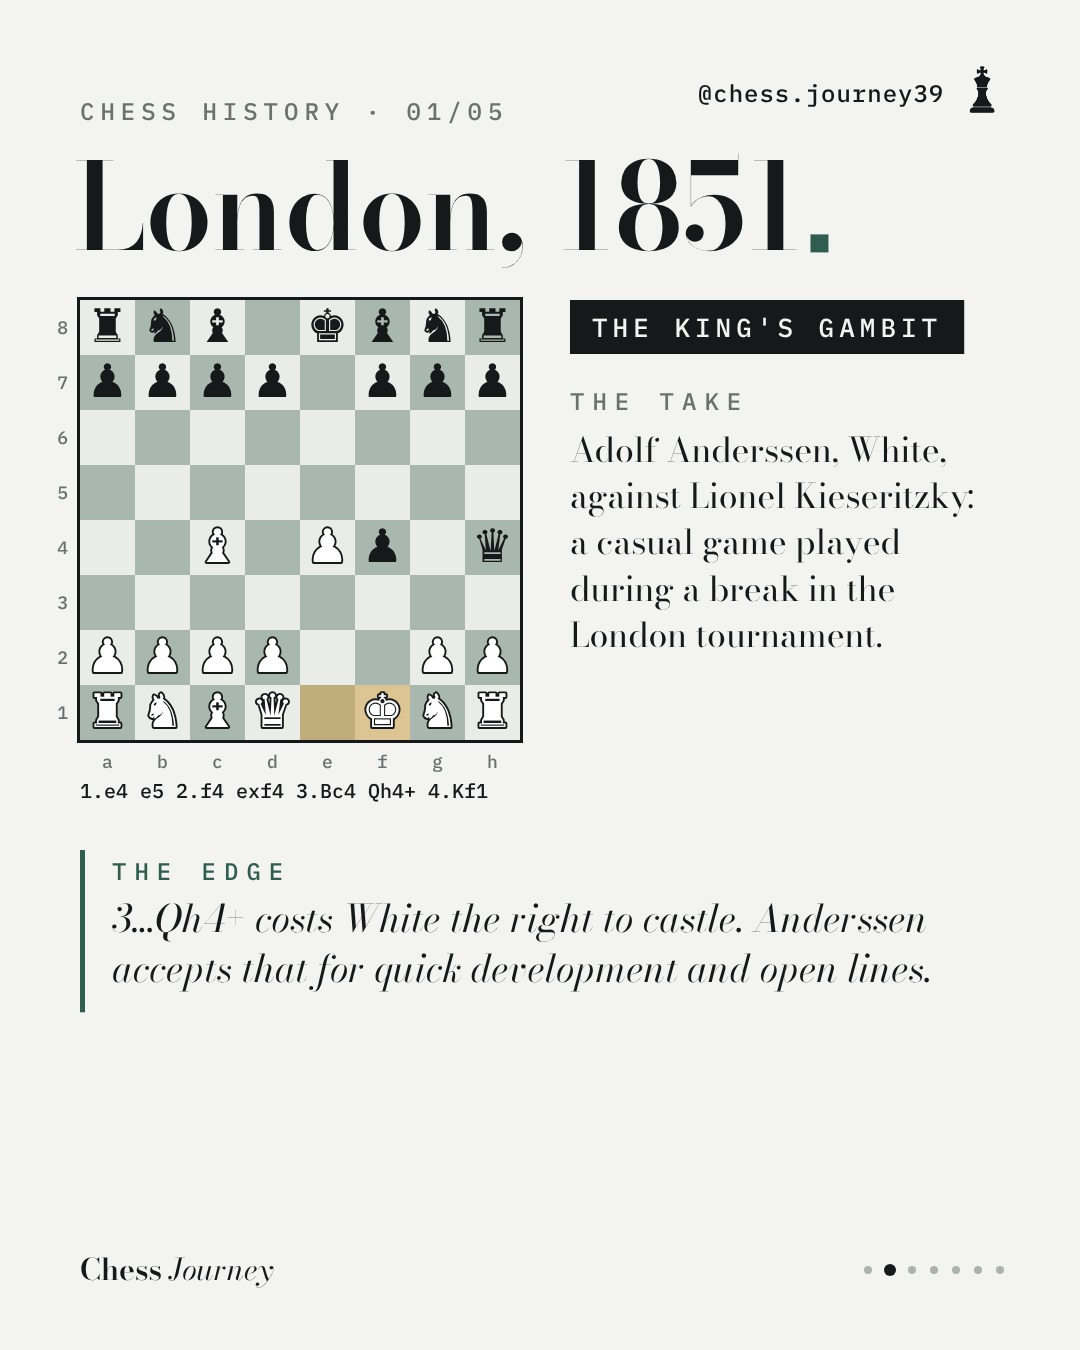 CHESS HISTORY · 01/05
@chess.journey39
London, 1851.
8
7
6
5
4
3
2
1
a b c d e f g h
1.e4 e5 2.f4 exf4 3.Bc4 Qh4+ 4.Kf1
THE KING'S GAMBIT
THE TAKE
Adolf Anderssen, White,
against Lionel Kieseritzky:
a casual game played
during a break in the
London tournament.
THE EDGE
3...Qh4+ costs White the right to castle. Anderssen
accepts that for quick development and open lines.
Chess Journey